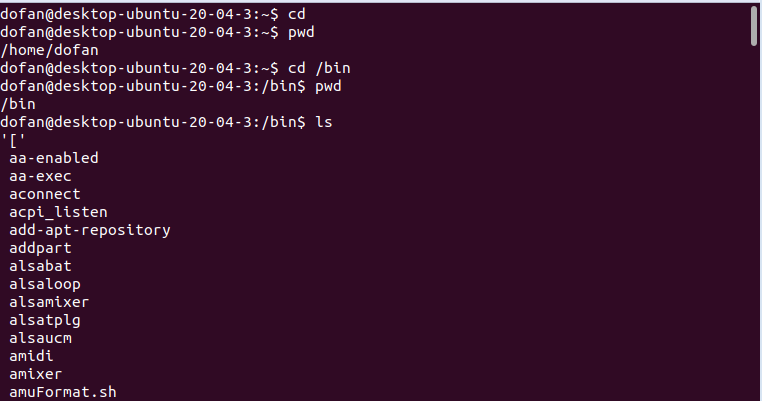 dofan@desktop-ubuntu-20-04-3:~$ cd
dofan@desktop-ubuntu-20-04-3:~$ pwd
/home/dofan
dofan@desktop-ubuntu-20-04-3:~$ cd /bin
dofan@desktop-ubuntu-20-04-3:/bin$ pwd
/bin
dofan@desktop-ubuntu-20-04-3:/bin$ ls
'['
aa-enabled
aa-exec
aconnect
acpi_listen
add-apt-repository
addpart
alsabat
alsaloop
alsamixer
alsatplg
alsaucm
amidi
amixer
amuFormat.sh